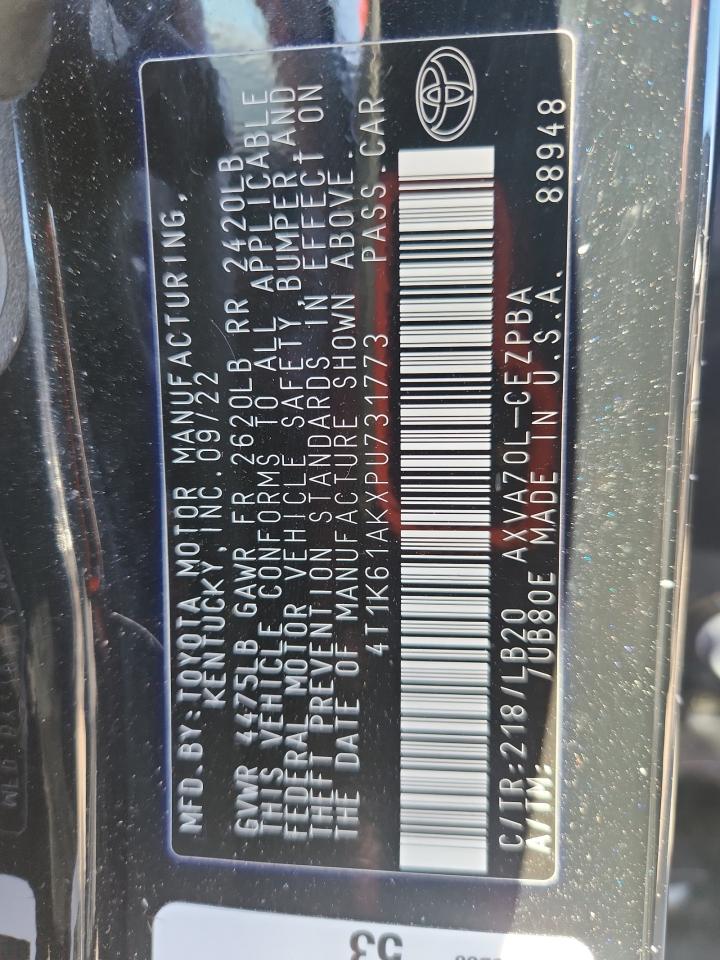 MFD.BY:TOYOTA MOTOR MANUFACTURING,
KENTUCKY, INC. 09/22
GVWR 4475LB GAWR FR 2620LB RR 2420LB
THIS VEHICLE CONFORMS TO ALL APPLICABLE
FEDERAL MOTOR VEHICLE SAFETY, BUMPER AND
THEFT PREVENTION STANDARDS IN EFFECT ON
THE DATE OF MANUFACTURE SHOWN ABOVE.
4T1K61AKXPU731773 PASS.CAR
C/TR:218/LB20 AXVA70L-CEZPBA
A/TM: /UB80E MADE IN U.S.A. 88948
53